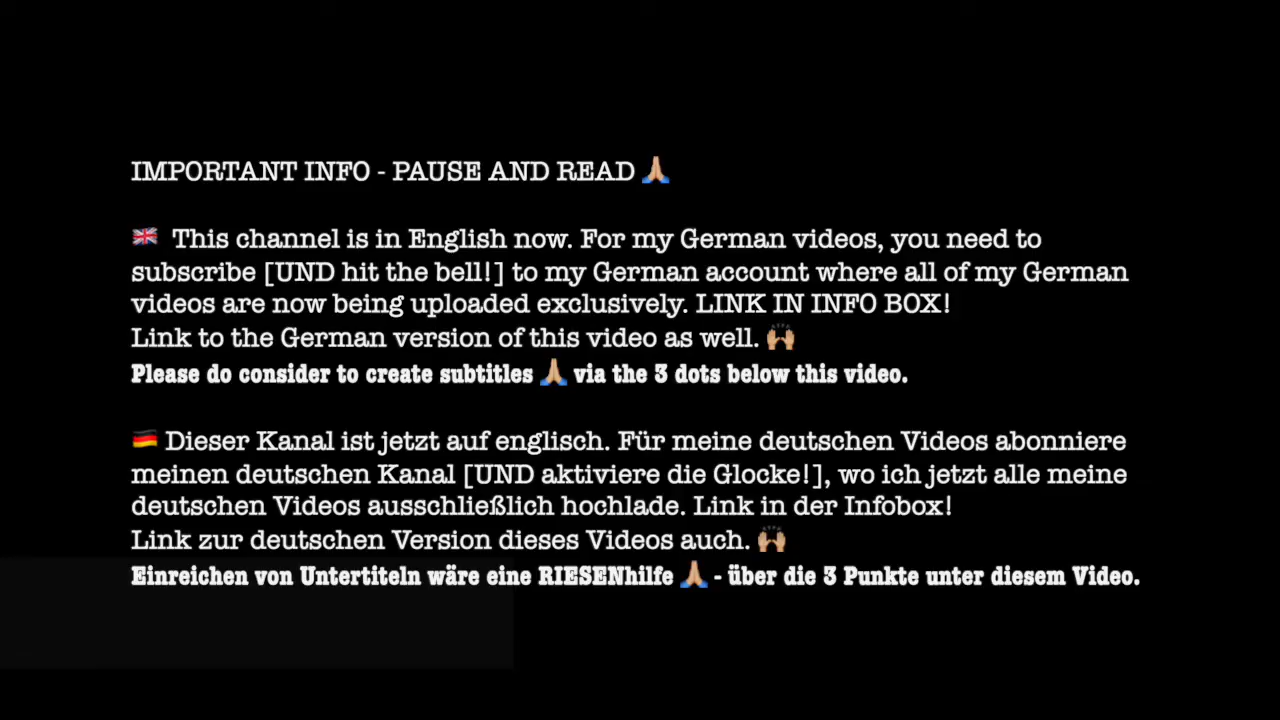 IMPORTANT INFO - PAUSE AND READ 🙏🏼
🇬🇧 This channel is in English now. For my German videos, you need to
subscribe [UND hit the bell!] to my German account where all of my German
videos are now being uploaded exclusively. LINK IN INFO BOX!
Link to the German version of this video as well. 🙌🏼
Please do consider to create subtitles 🙏🏼 via the 3 dots below this video.
🇩🇪 Dieser Kanal ist jetzt auf englisch. Für meine deutschen Videos abonniere
meinen deutschen Kanal [UND aktiviere die Glocke!], wo ich jetzt alle meine
deutschen Videos ausschließlich hochlade. Link in der Infobox!
Link zur deutschen Version dieses Videos auch. 🙌🏼
Einreichen von Untertiteln wäre eine RIESENhilfe 🙏🏼 - über die 3 Punkte unter diesem Video.